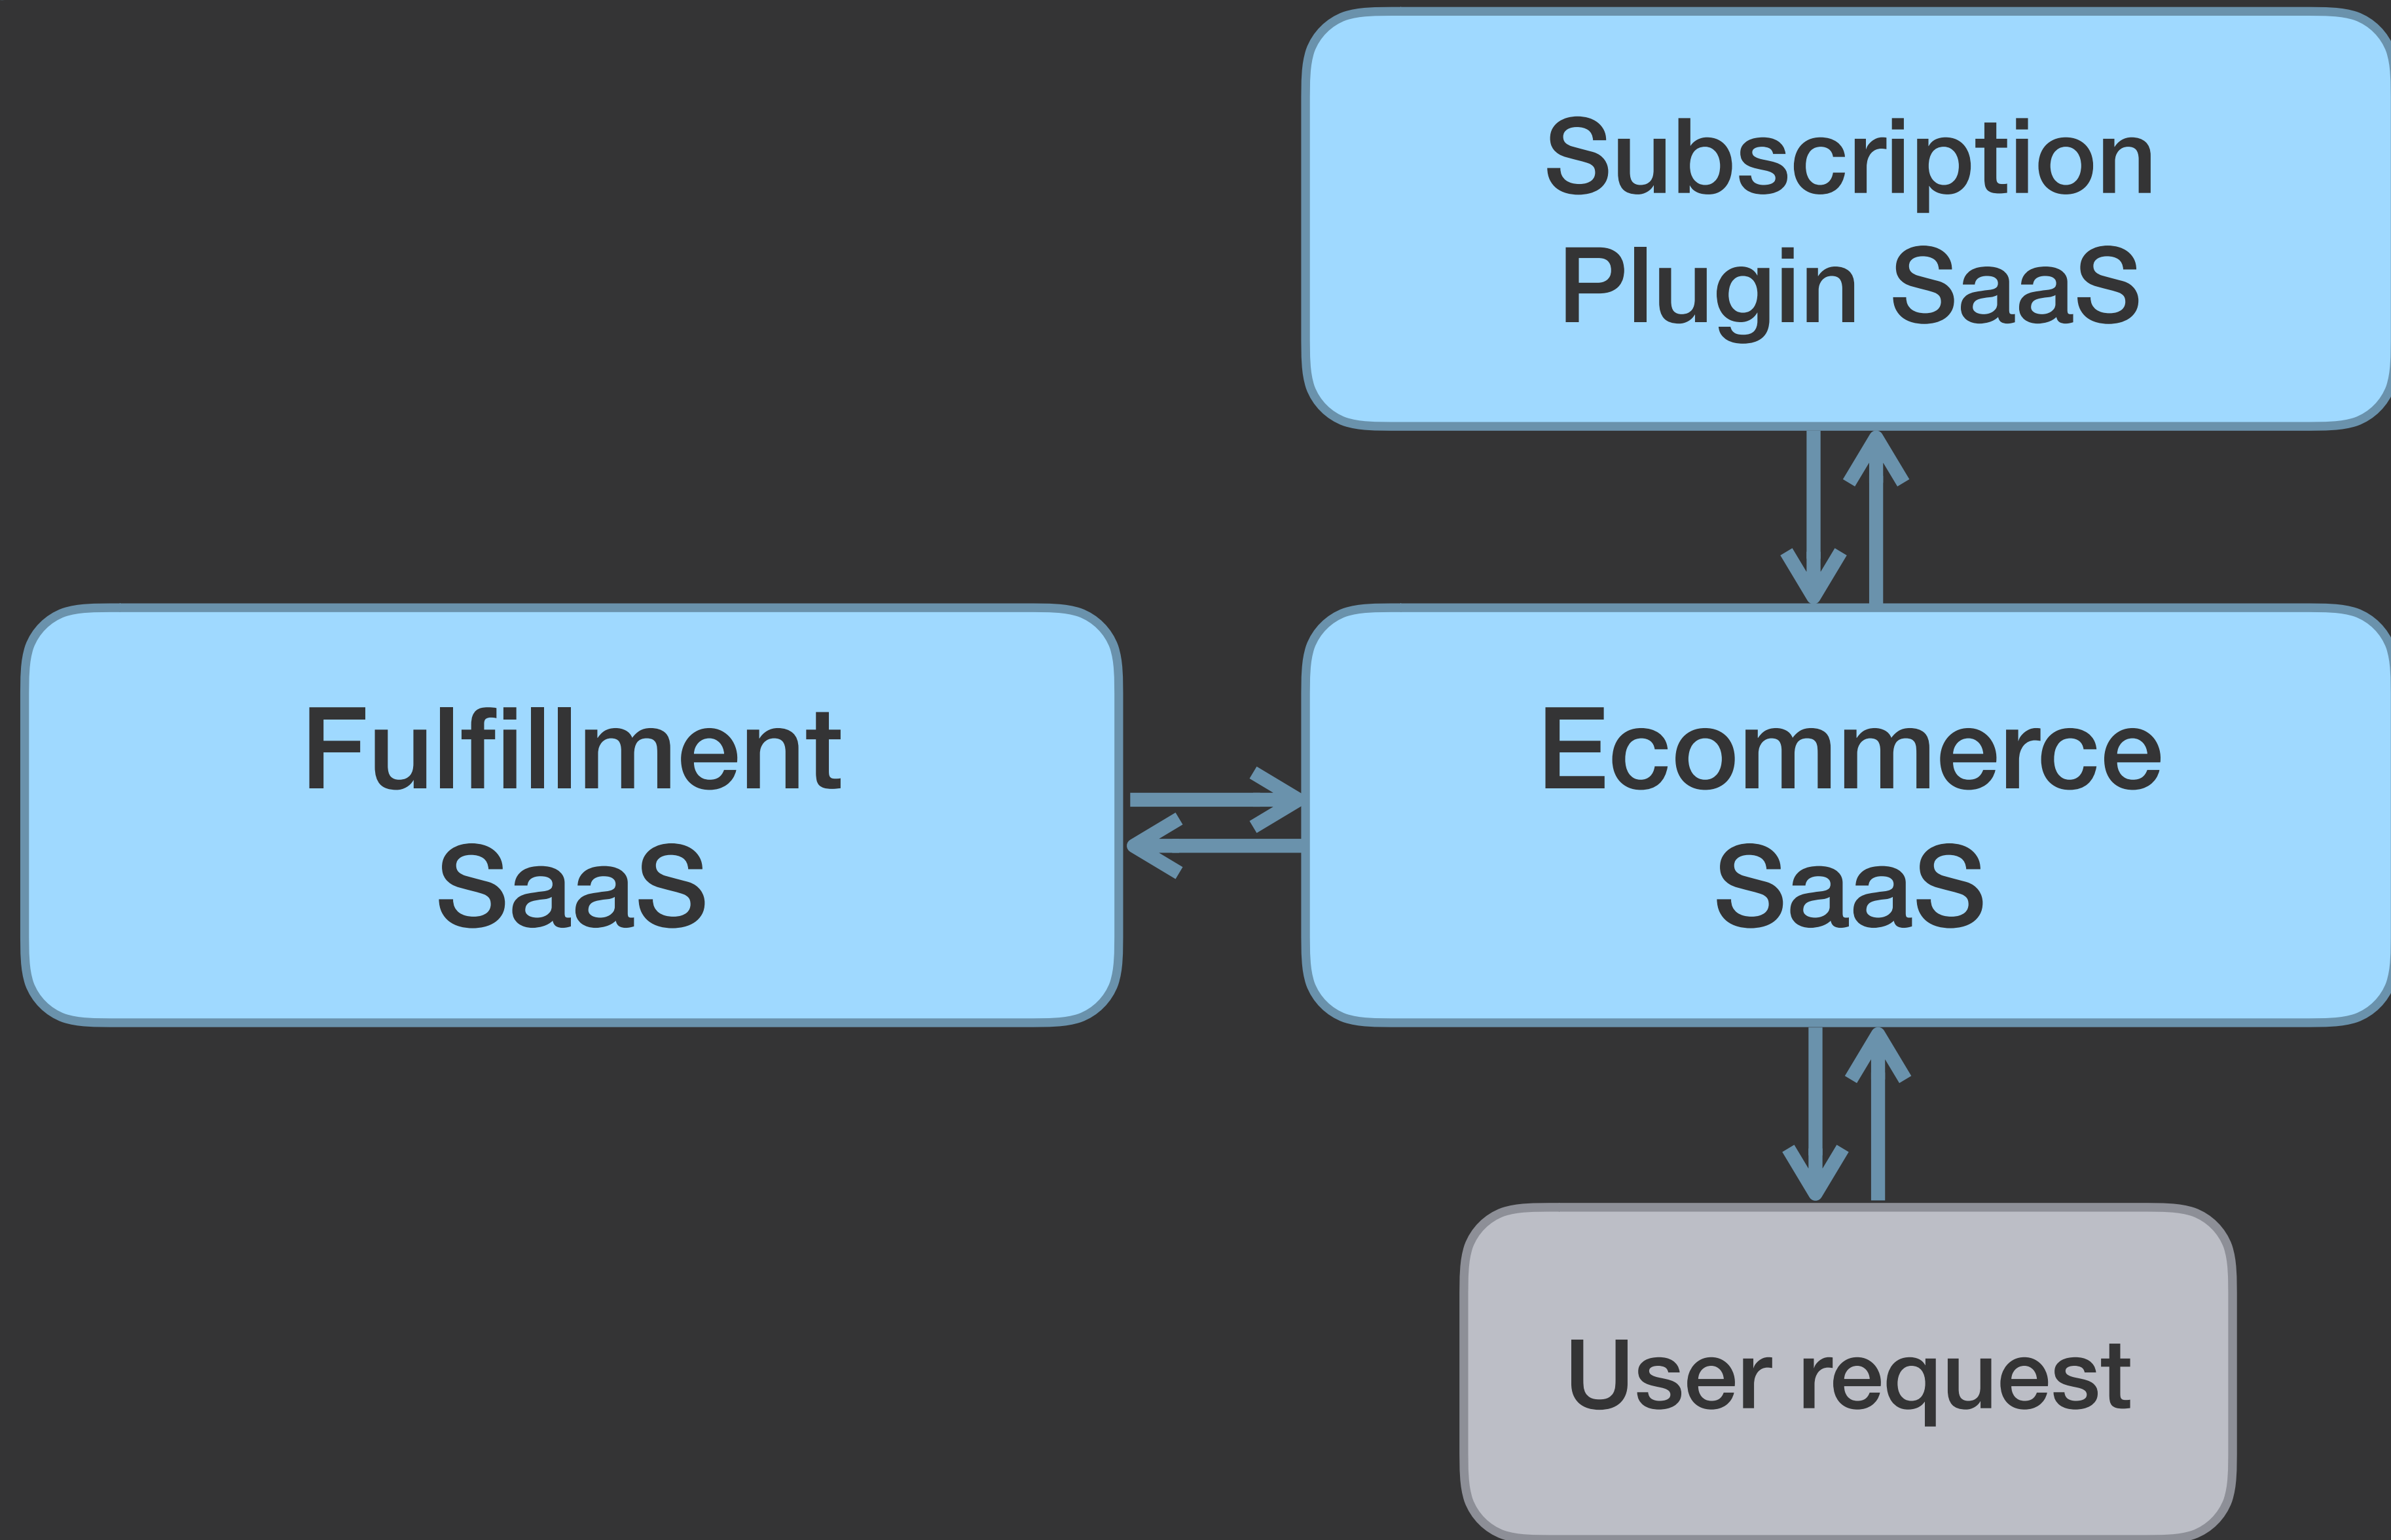 Subscription
Plugin SaaS
Fulfillment
SaaS
Ecommerce
SaaS
User request